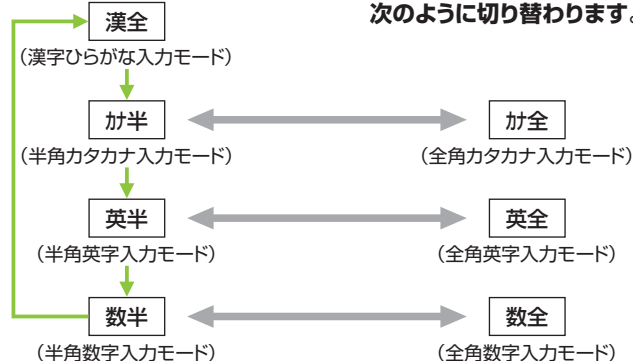 次のように切り替わります。
漢全
(漢字ひらがな入力モード)
ｶﾅ半
ｶﾅ全
(半角カタカナ入力モード)
(全角カタカナ入力モード)
英半
英全
(半角英字入力モード)
(全角英字入力モード)
数半
数全
(半角数字入力モード)
(全角数字入力モード)